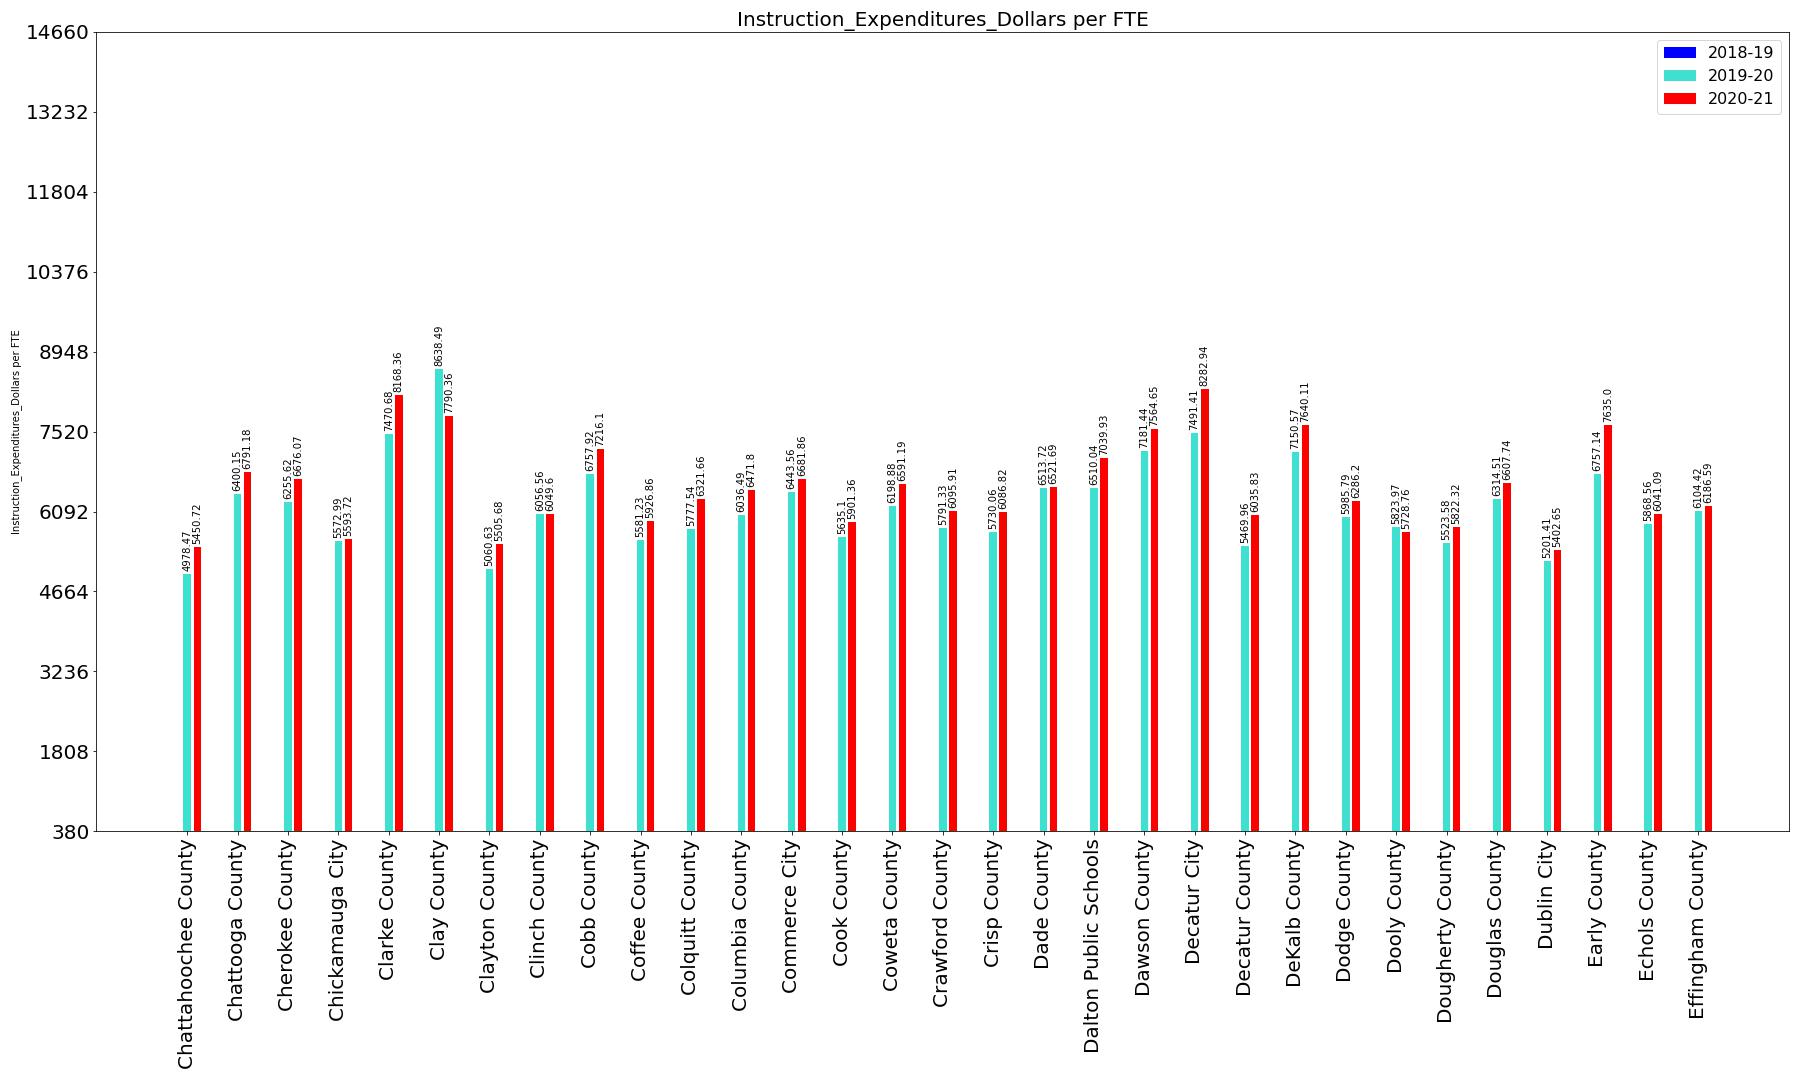 Instruction_Expenditures_Dollars per FTE
2018-19
2019-20
2020-21
Instruction_Expenditures_Dollars per FTE
14660
13232
11804
10376
8948
7520
6092
4664
3236
1808
380
4978.47
5450.72
6400.15
6791.18
6255.62
6676.07
5572.99
5593.72
7470.68
8168.36
8638.49
7790.36
5060.63
5505.68
6056.56
6049.6
6757.92
7216.1
5581.23
5926.86
5777.54
6321.66
6036.49
6471.8
6443.56
6681.86
5635.1
5901.36
6198.88
6591.19
5791.33
6095.91
5730.06
6086.82
6513.72
6521.69
6510.04
7039.93
7181.44
7564.65
7491.41
8282.94
5469.96
6035.83
7150.57
7640.11
5985.79
6286.2
5823.97
5728.76
5523.58
5822.32
6314.51
6607.74
5201.41
5402.65
6757.14
7635.0
5868.56
6041.09
6104.42
6186.59
Chattahoochee County
Chattooga County
Cherokee County
Chickamauga City
Clarke County
Clay County
Clayton County
Clinch County
Cobb County
Coffee County
Colquitt County
Columbia County
Commerce City
Cook County
Coweta County
Crawford County
Crisp County
Dade County
Dalton Public Schools
Dawson County
Decatur City
Decatur County
DeKalb County
Dodge County
Dooly County
Dougherty County
Douglas County
Dublin City
Early County
Echols County
Effingham County